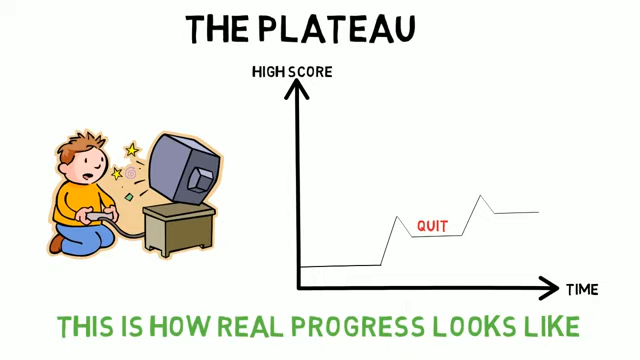 THE PLATEAU
HIGH SCORE
QUIT
TIME
THIS IS HOW REAL PROGRESS LOOKS LIKE